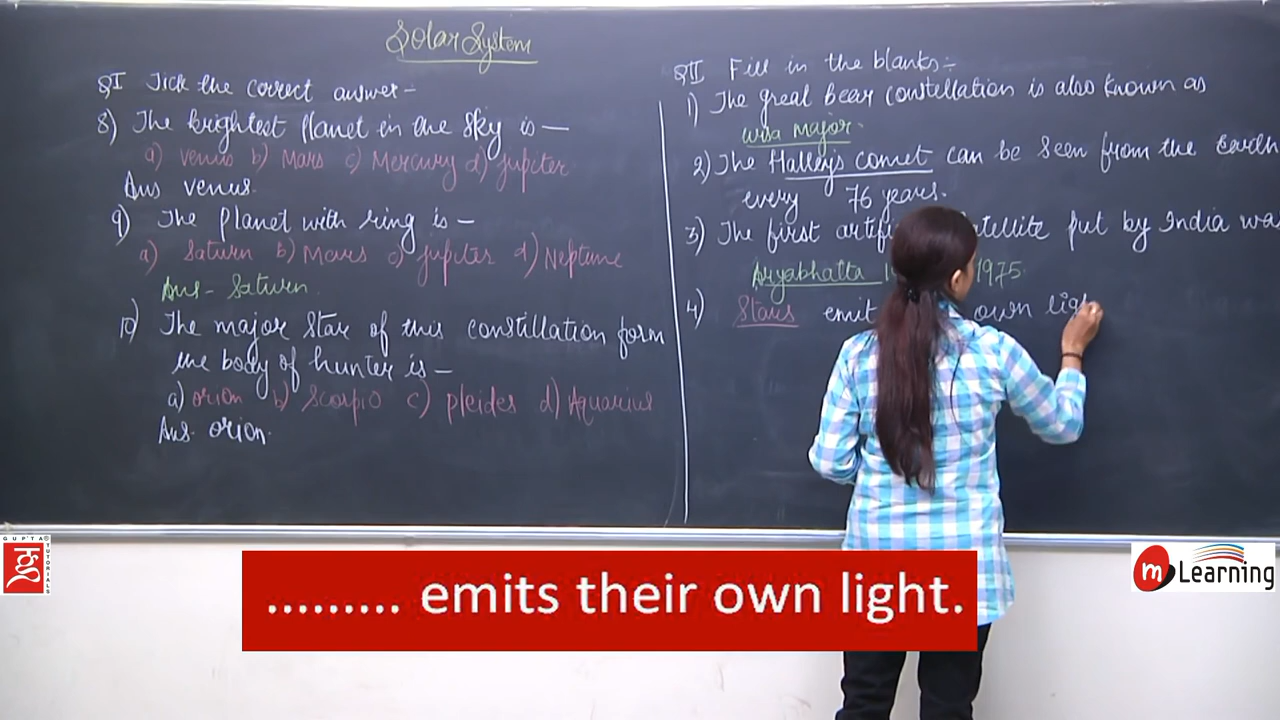 Solar System
QI Tick the correct answer-
8) The brightest planet in the sky is —
a) Venus b) Mars c) Mercury d) Jupiter
Ans venus.
9) The planet with ring is —
a) Saturn b) Mars c) Jupiter d) Neptune
Ans- Saturn.
10) The major star of this constillation form
the body of hunter is —
a) orion b) Scorpio c) pleides d) Aquarius
Ans. orion.
QII Fill in the blanks:-
1) The great bear constellation is also known as
ursa major.
2) The Halley's comet can be seen from the Earth
every 76 years.
3) The first artifi satellite put by India was
Aryabhatta 1975.
4) Stars emit own ligh
......... emits their own light.
GUPTA TUTORIALS
m Learning